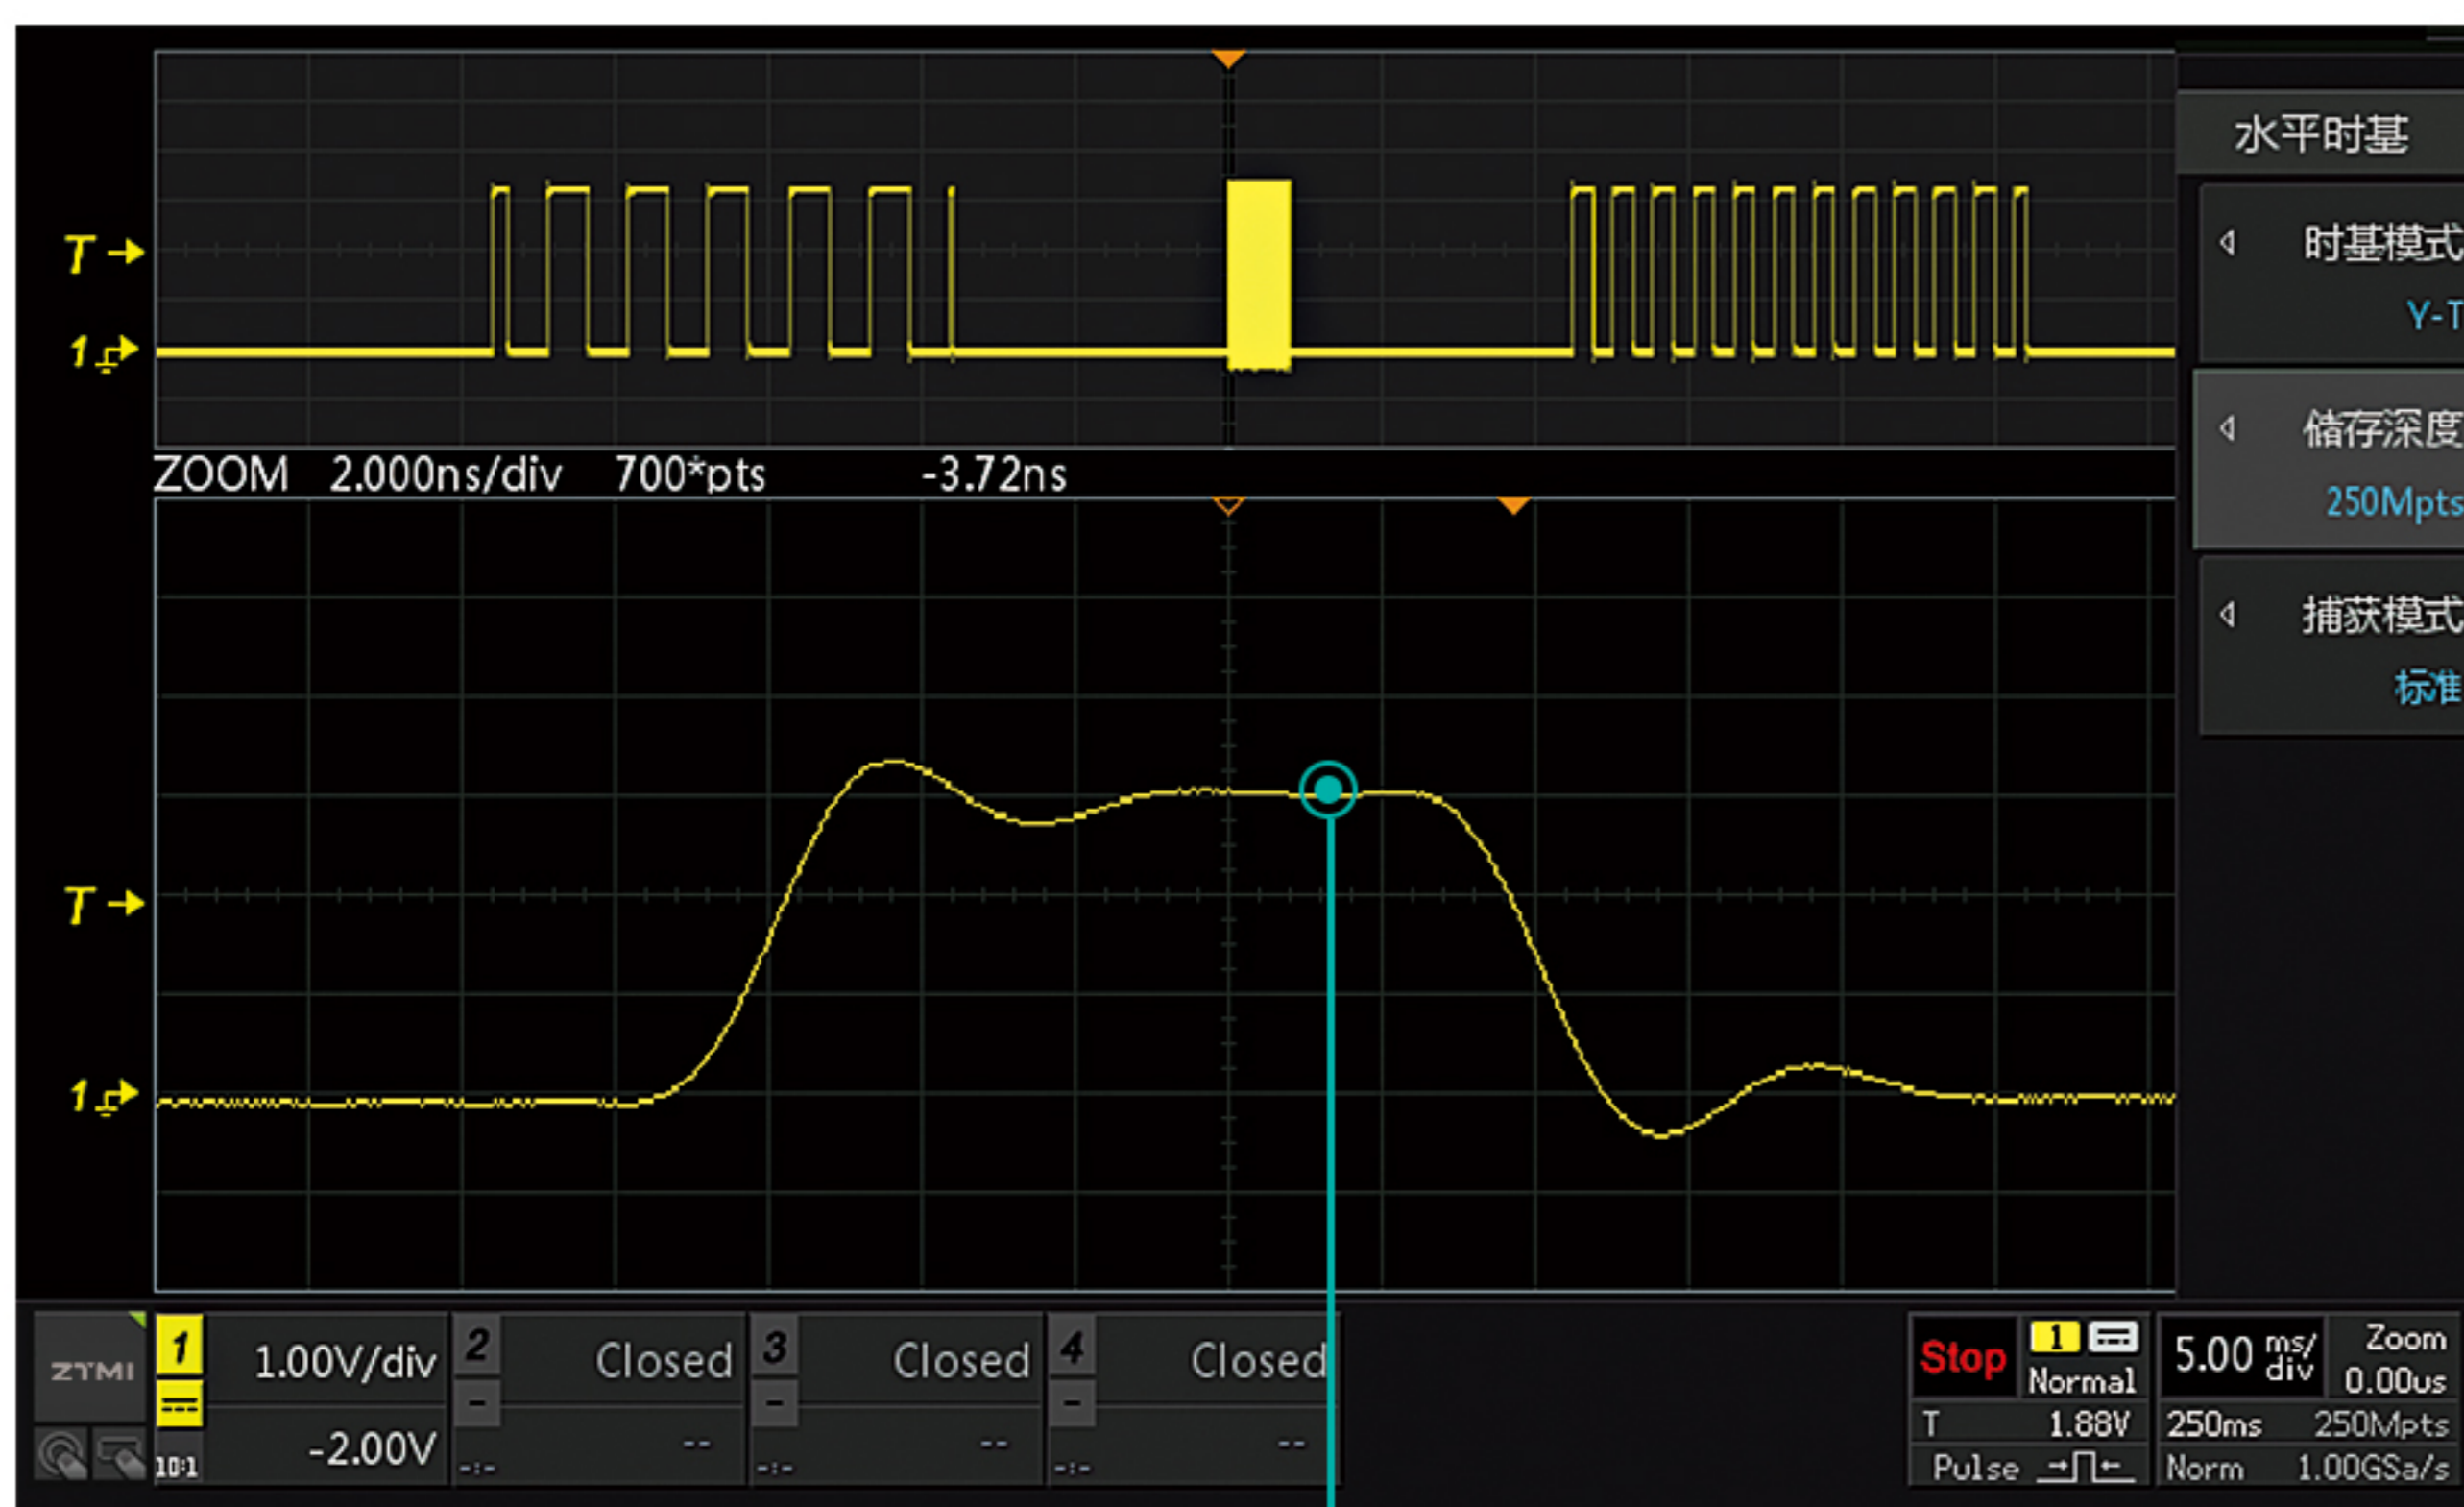 水平时基
T
时基模式
1
Y-T
储存深度
ZOOM 2.000ns/div 700*pts -3.72ns
250Mpts
捕获模式
标准
T
1
ZTMI 1 1.00V/div 2 Closed 3 Closed 4 Closed
10:1 -2.00V -:- -- -:- -- -:- --
Stop 1 Normal 5.00 ms/div Zoom 0.00us
T 1.88V 250ms 250Mpts
Pulse Norm 1.00GSa/s